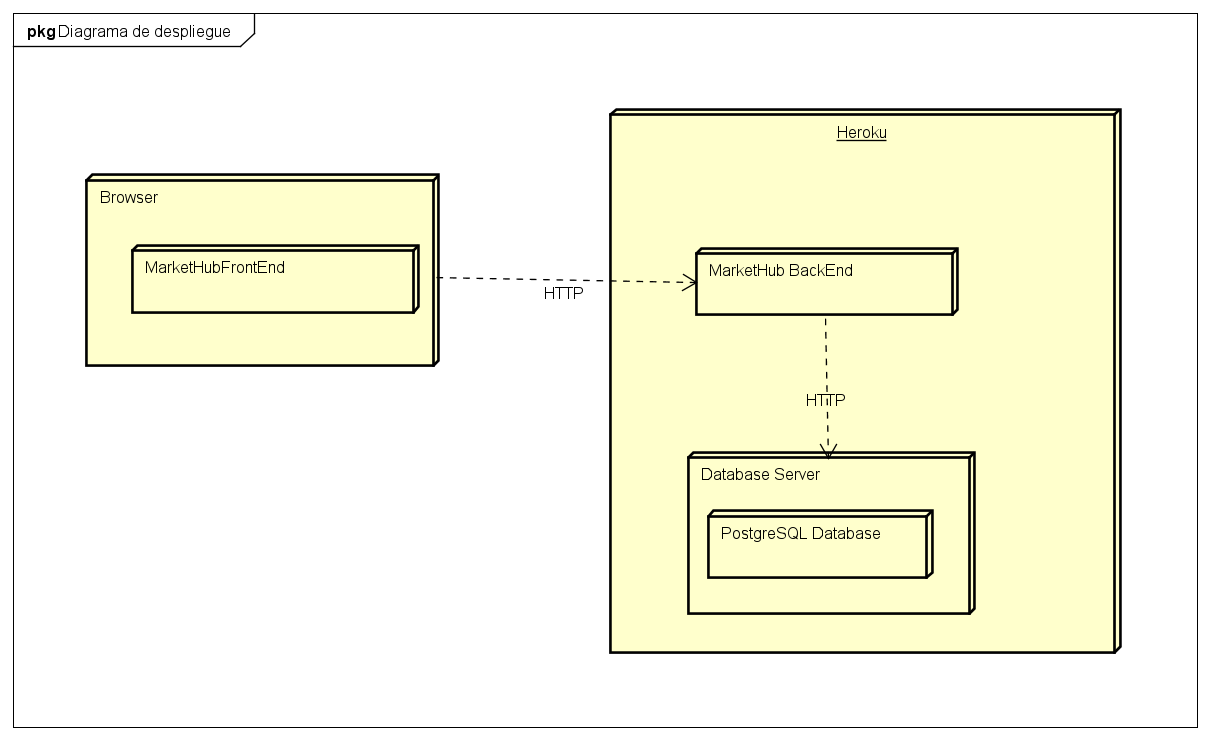 pkg Diagrama de despliegue
Heroku
Browser
MarketHubFrontEnd
MarketHub BackEnd
HTTP
HTTP
Database Server
PostgreSQL Database